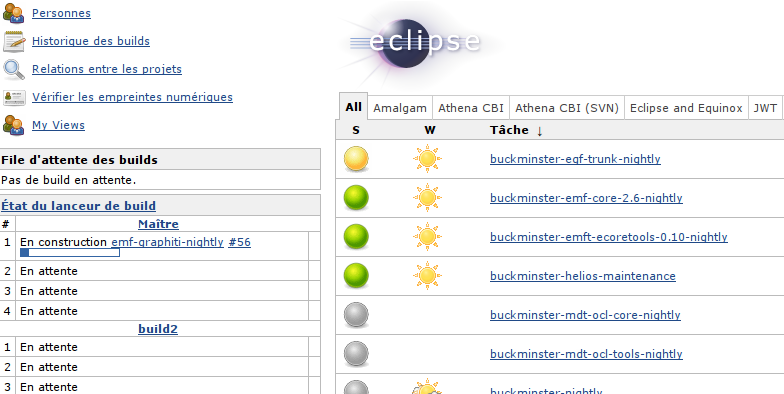 Personnes
Historique des builds
Relations entre les projets
Vérifier les empreintes numériques
My Views
File d'attente des builds
Pas de build en attente.
État du lanceur de build
# Maître
1 En construction emf-graphiti-nightly #56
2 En attente
3 En attente
4 En attente
build2
1 En attente
2 En attente
3 En attente
eclipse
All Amalgam Athena CBI Athena CBI (SVN) Eclipse and Equinox JWT
S W Tâche ↓
buckminster-egf-trunk-nightly
buckminster-emf-core-2.6-nightly
buckminster-emft-ecoretools-0.10-nightly
buckminster-helios-maintenance
buckminster-mdt-ocl-core-nightly
buckminster-mdt-ocl-tools-nightly
buckminster-nightly